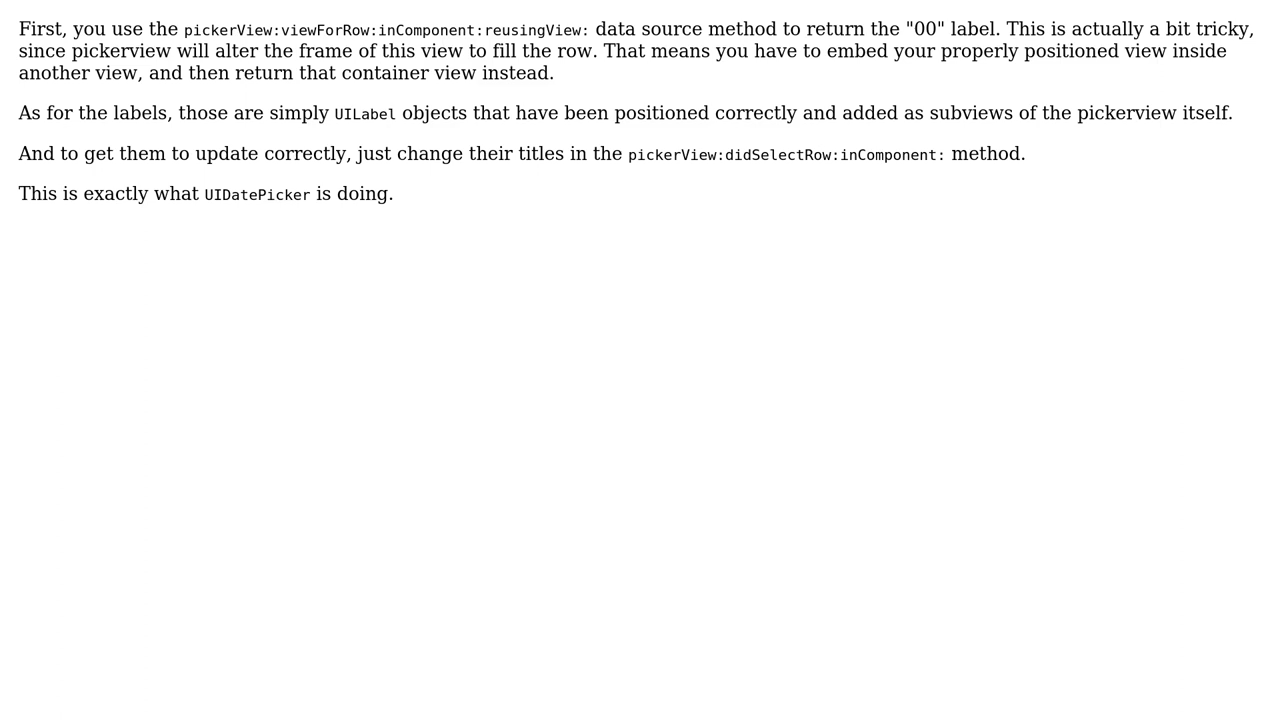 First, you use the pickerView:viewForRow:inComponent:reusingView: data source method to return the "00" label. This is actually a bit tricky,
since pickerview will alter the frame of this view to fill the row. That means you have to embed your properly positioned view inside
another view, and then return that container view instead.
As for the labels, those are simply UILabel objects that have been positioned correctly and added as subviews of the pickerview itself.
And to get them to update correctly, just change their titles in the pickerView:didSelectRow:inComponent: method.
This is exactly what UIDatePicker is doing.